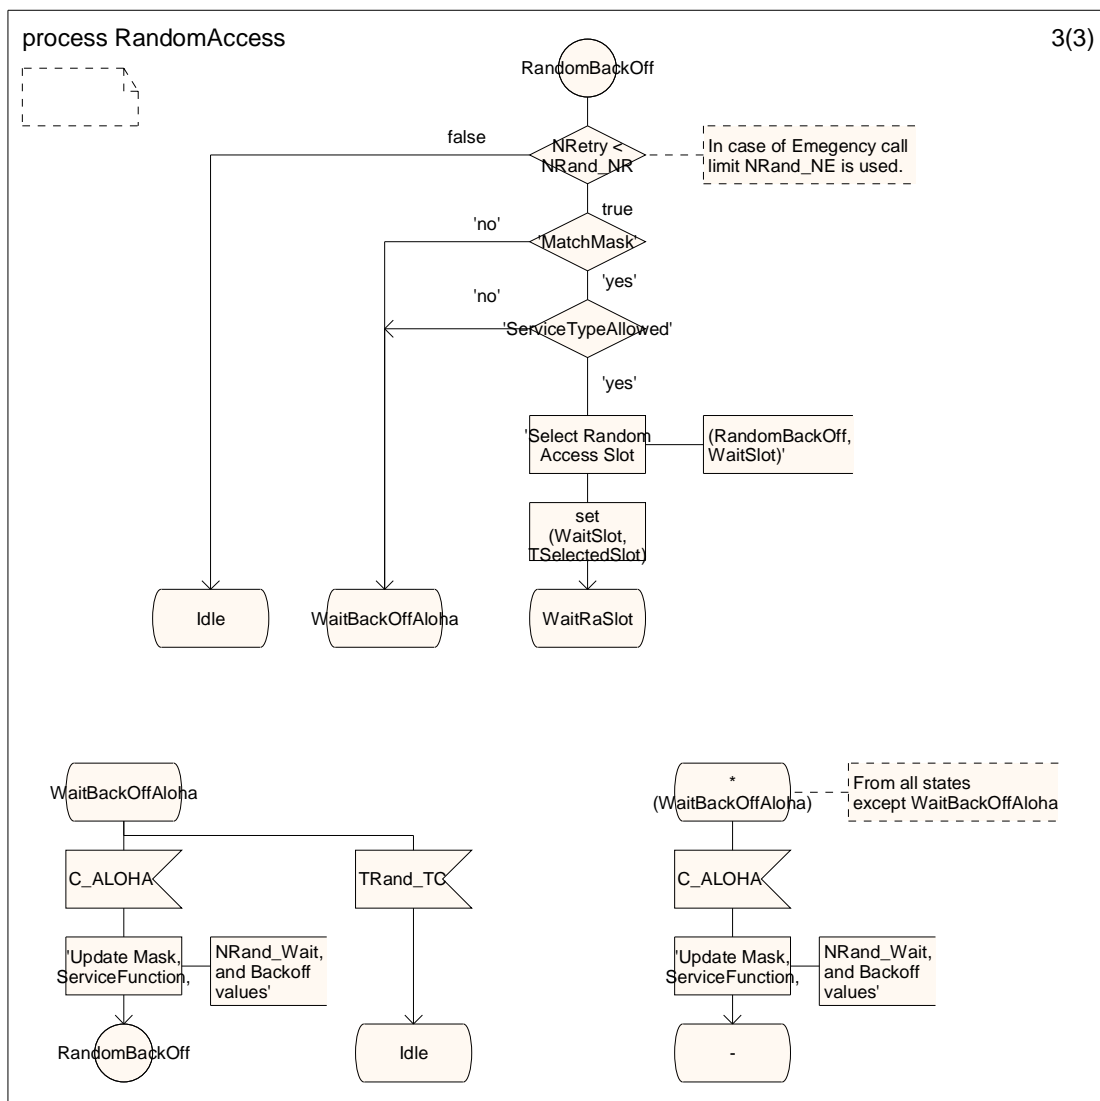 process RandomAccess
3(3)
RandomBackOff
false
NRetry <
NRand_NR
In case of Emegency call
limit NRand_NE is used.
true
'no'
'MatchMask'
'yes'
'no'
'ServiceTypeAllowed'
'yes'
'Select Random
Access Slot
(RandomBackOff,
WaitSlot)'
set
(WaitSlot,
TSelectedSlot)
Idle
WaitBackOffAloha
WaitRaSlot
WaitBackOffAloha
*
(WaitBackOffAloha)
From all states
except WaitBackOffAloha
C_ALOHA
TRand_TC
C_ALOHA
'Update Mask,
ServiceFunction,
NRand_Wait,
and Backoff
values'
'Update Mask,
ServiceFunction,
NRand_Wait,
and Backoff
values'
RandomBackOff
Idle
-